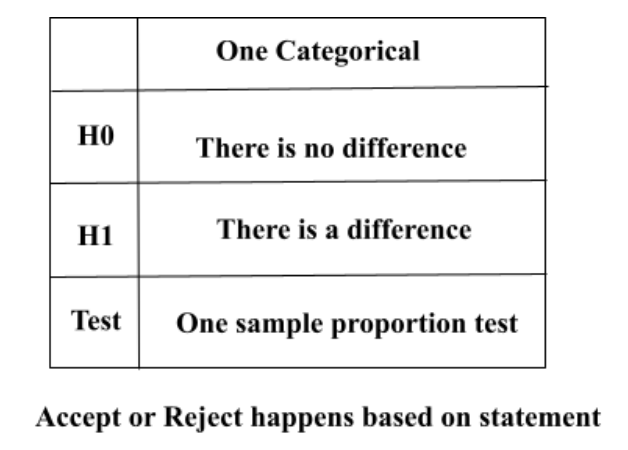 One Categorical
H0 There is no difference
H1 There is a difference
Test One sample proportion test
Accept or Reject happens based on statement